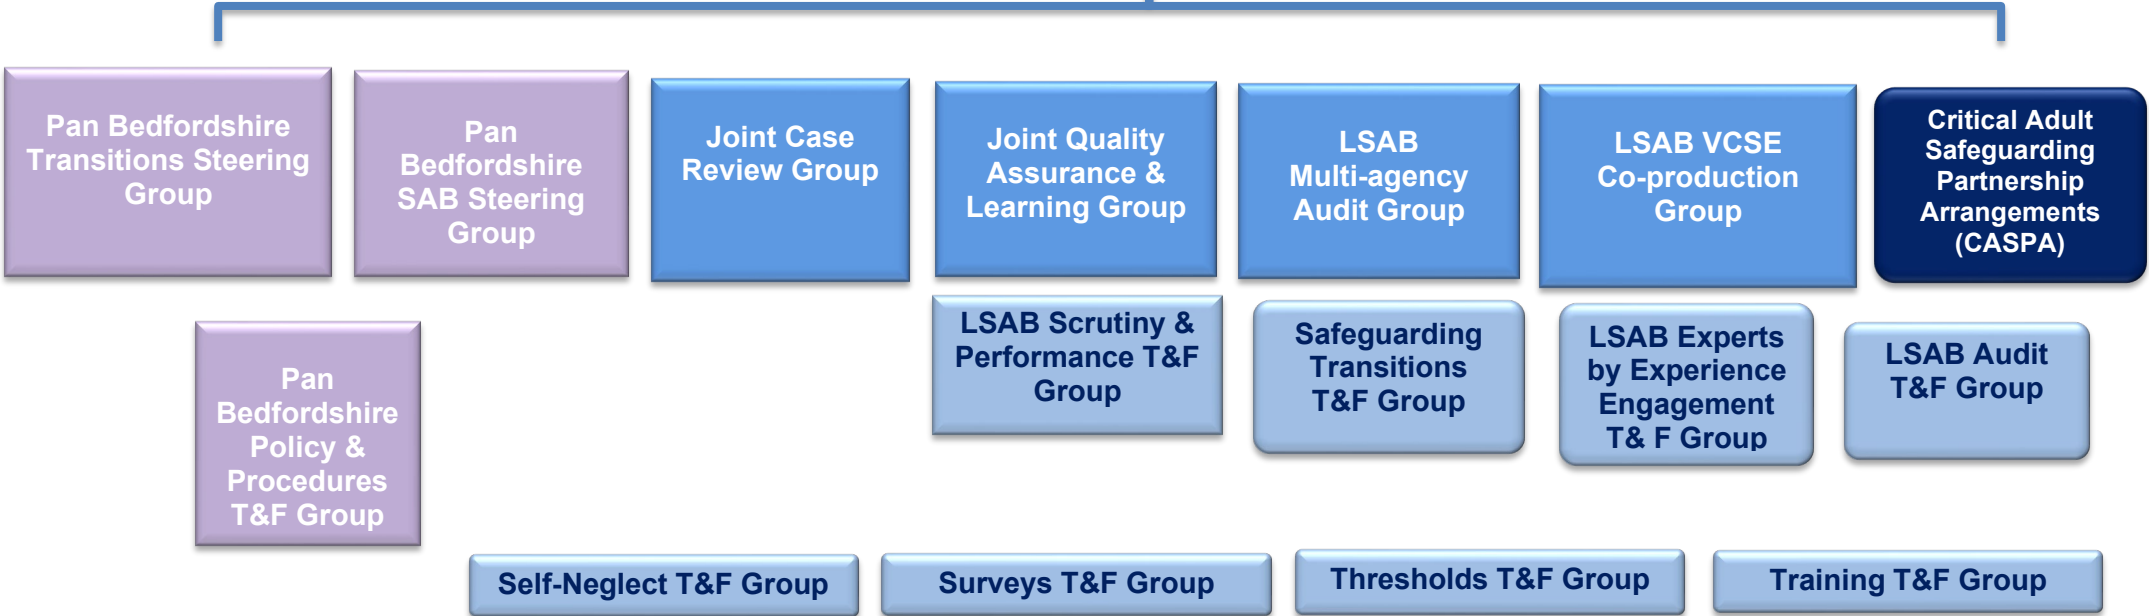 Pan Bedfordshire
Transitions Steering
Group
Pan
Bedfordshire
SAB Steering
Group
Joint Case
Review Group
Joint Quality
Assurance &
Learning Group
LSAB
Multi-agency
Audit Group
LSAB VCSE
Co-production
Group
Critical Adult
Safeguarding
Partnership
Arrangements
(CASPA)
Pan
Bedfordshire
Policy &
Procedures
T&F Group
LSAB Scrutiny &
Performance T&F
Group
Safeguarding
Transitions
T&F Group
LSAB Experts
by Experience
Engagement
T& F Group
LSAB Audit
T&F Group
Self-Neglect T&F Group
Surveys T&F Group
Thresholds T&F Group
Training T&F Group